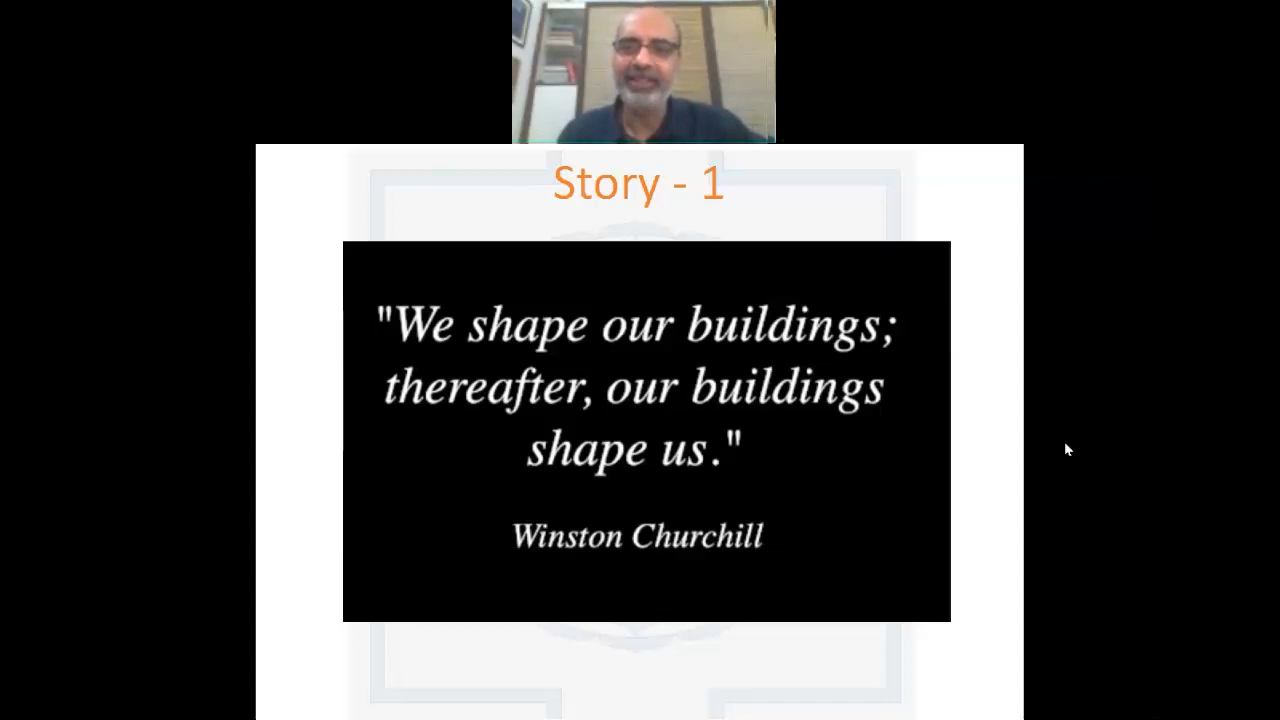 Story - 1
"We shape our buildings;
thereafter, our buildings
shape us."
Winston Churchill